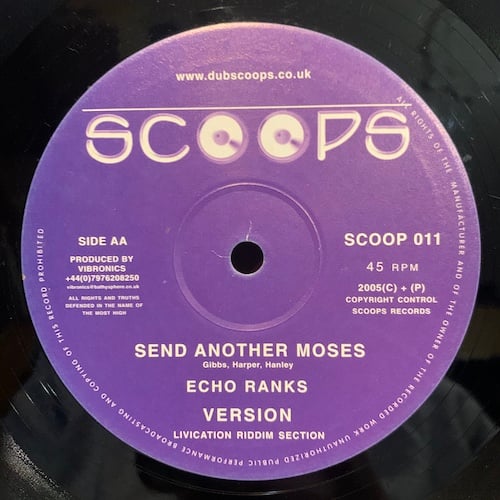 www.dubscoops.co.uk
SCOOPS
SIDE AA
PRODUCED BY
VIBRONICS
+44(0)7976208250
vibronics@bathysphere.co.uk
ALL RIGHTS AND TRUTHS
DEFENDED IN THE NAME OF
THE MOST HIGH
SCOOP 011
45 RPM
2005(C) + (P)
COPYRIGHT CONTROL
SCOOPS RECORDS
SEND ANOTHER MOSES
Gibbs, Harper, Hanley
ECHO RANKS
VERSION
LIVICATION RIDDIM SECTION
ALL RIGHTS OF THE MANUFACTURER AND OF THE OWNER OF THE RECORDED WORK UNAUTHORIZED PUBLIC PERFORMANCE BROADCASTING AND COPYING OF THIS RECORD PROHIBITED